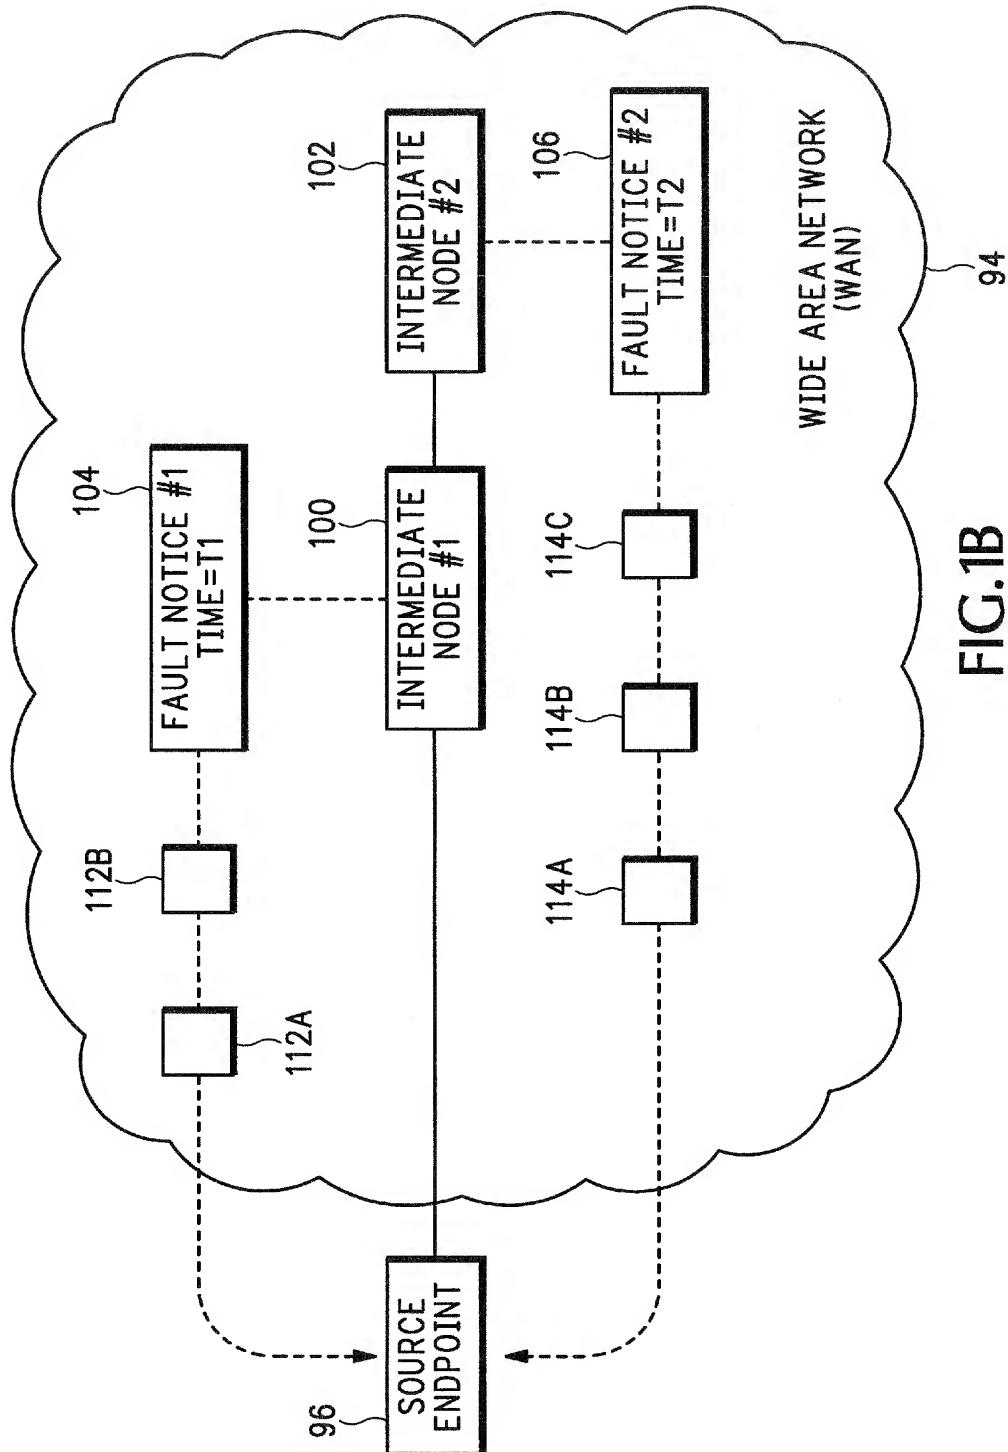 102
INTERMEDIATE
NODE #2
106
FAULT NOTICE #2
TIME=T2
WIDE AREA NETWORK
(WAN)
94
104
FAULT NOTICE #1
TIME=T1
100
INTERMEDIATE
NODE #1
114C
114B
114A
112B
112A
96
SOURCE
ENDPOINT
FIG.1B